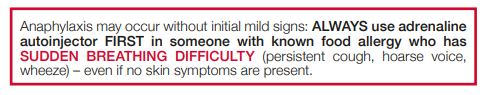 Anaphylaxis may occur without initial mild signs: ALWAYS use adrenaline
autoinjector FIRST in someone with known food allergy who has
SUDDEN BREATHING DIFFICULTY (persistent cough, hoarse voice,
wheeze) – even if no skin symptoms are present.